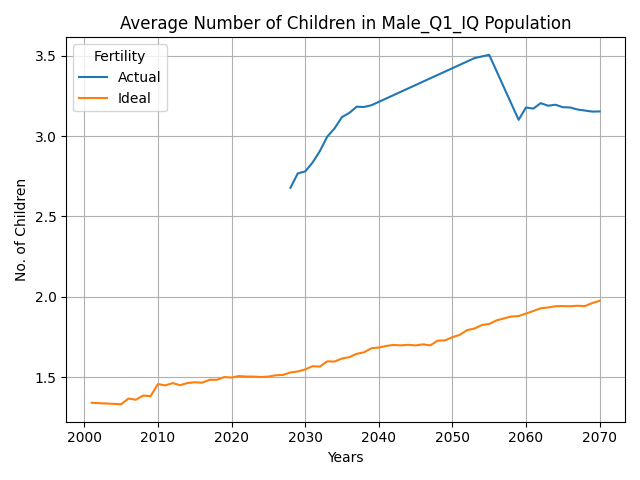 Average Number of Children in Male_Q1_IQ Population
Fertility
Actual
Ideal
No. of Children
3.5
3.0
2.5
2.0
1.5
2000 2010 2020 2030 2040 2050 2060 2070
Years